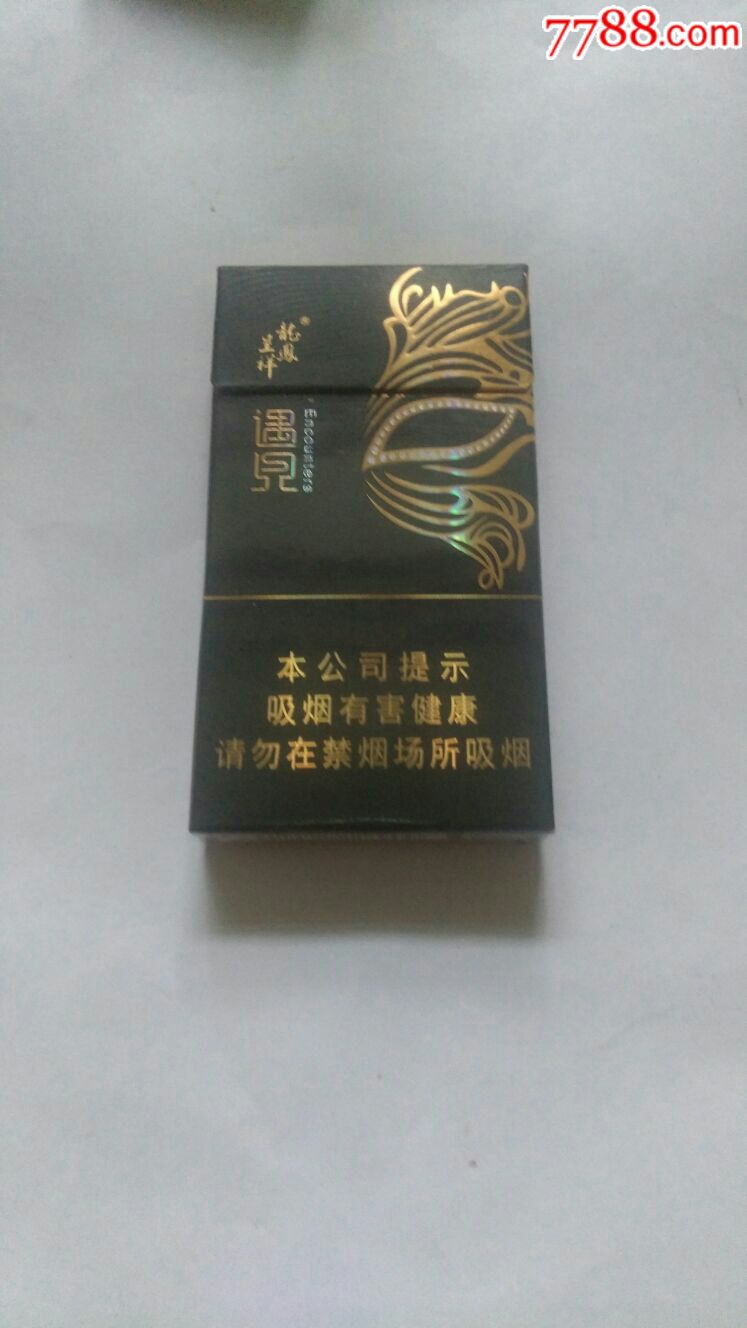 7788.com
龍鳳
呈祥
®
遇見
Encounters
本公司提示
吸烟有害健康
请勿在禁烟场所吸烟